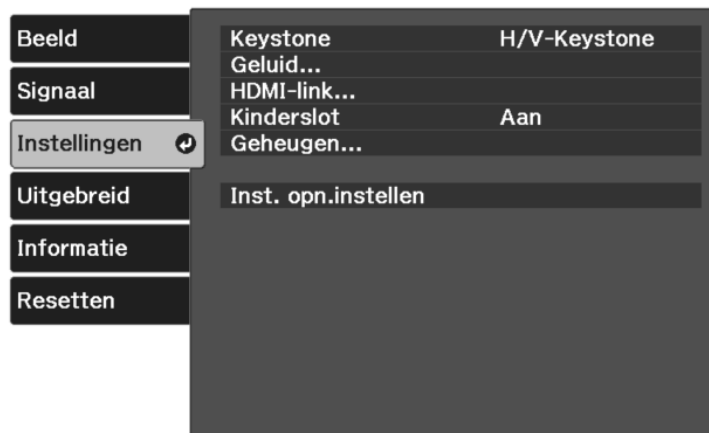 Beeld
Signaal
Instellingen
Uitgebreid
Informatie
Resetten
Keystone H/V-Keystone
Geluid...
HDMI-link...
Kinderslot Aan
Geheugen...
Inst. opn.instellen